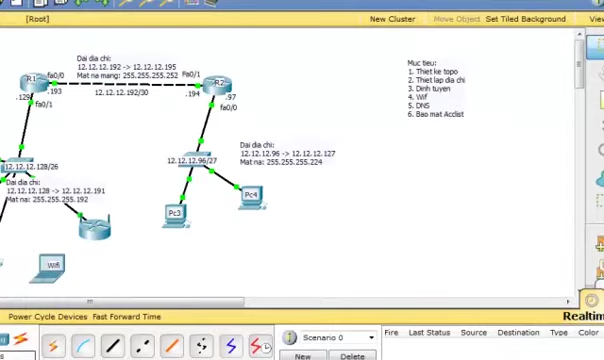 [Root]
New Cluster
Move Object
Set Tiled Background
Dai dia chi:
12.12.12.192 -> 12.12.12.195
Mat na mang: 255.255.255.252
R1
fa0/0
.193
.129
fa0/1
12.12.12.192/30
Fa0/1
R2
.194
.97
fa0/0
Muc tieu:
1. Thiet ke topo
2. Thiet lap dia chi
3. Dinh tuyen
4. Wif
5. DNS
6. Bao mat Acclist
12.12.12.128/26
Dai dia chi:
12.12.12.128 -> 12.12.12.191
Mat na: 255.255.255.192
12.12.12.96/27
Dai dia chi:
12.12.12.96 -> 12.12.12.127
Mat na: 255.255.255.224
Pc3
Pc4
Wifi
Power Cycle Devices
Fast Forward Time
Realtim
Scenario 0
New
Delete
Fire
Last Status
Source
Destination
Type
Color